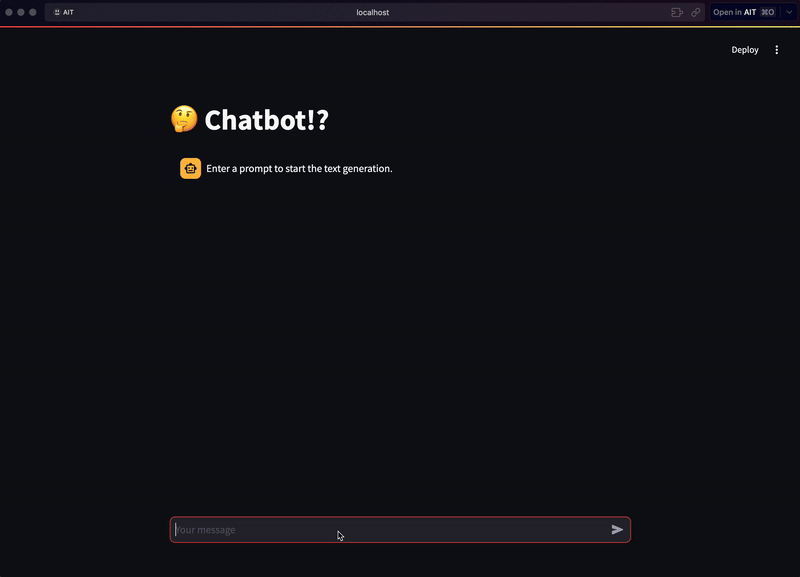 AIT
localhost
Open in AIT ⌘O
Deploy
🤔 Chatbot!?
Enter a prompt to start the text generation.
Your message